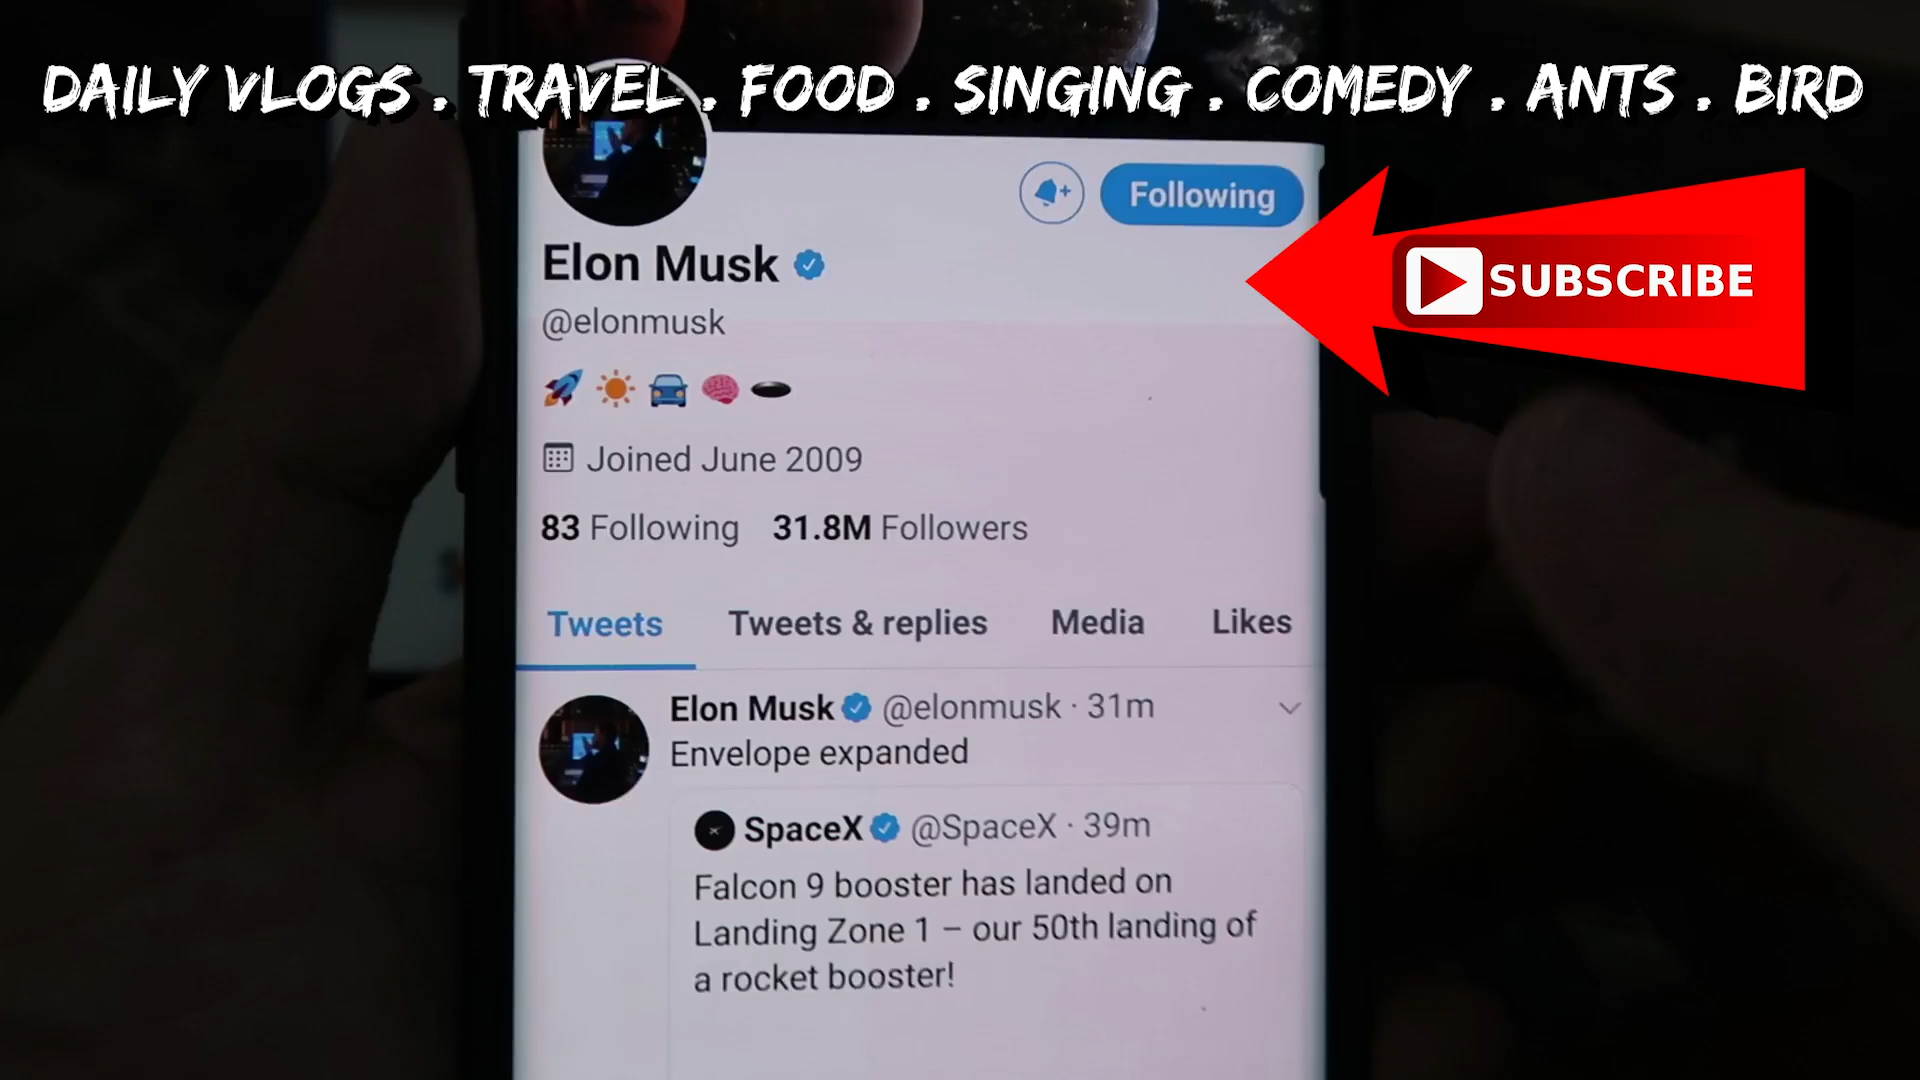 DAILY VLOGS . TRAVEL . FOOD . SINGING . COMEDY . ANTS . BIRD
Following
SUBSCRIBE
Elon Musk
@elonmusk
Joined June 2009
83 Following 31.8M Followers
Tweets Tweets & replies Media Likes
Elon Musk @elonmusk · 31m
Envelope expanded
SpaceX @SpaceX · 39m
Falcon 9 booster has landed on
Landing Zone 1 – our 50th landing of
a rocket booster!